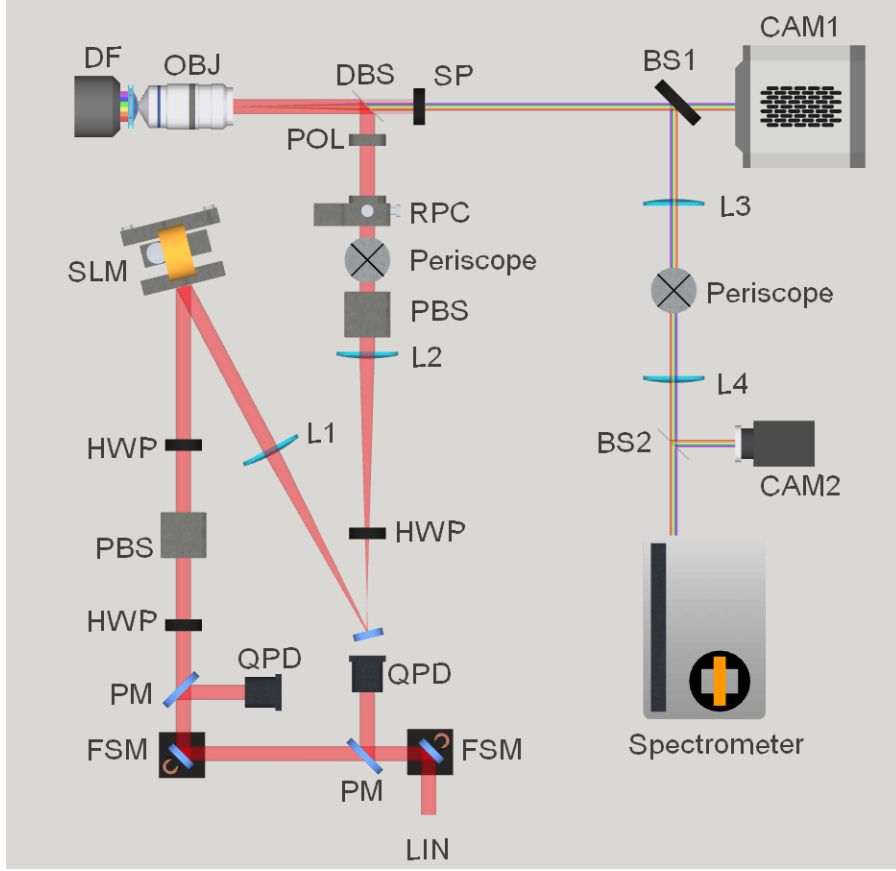 CAM1
DF
OBJ
BS1
DBS
SP
POL
RPC
L3
SLM
Periscope
Periscope
PBS
L2
L4
L1
HWP
BS2
CAM2
PBS
HWP
HWP
QPD
QPD
PM
FSM
FSM
Spectrometer
PM
LIN